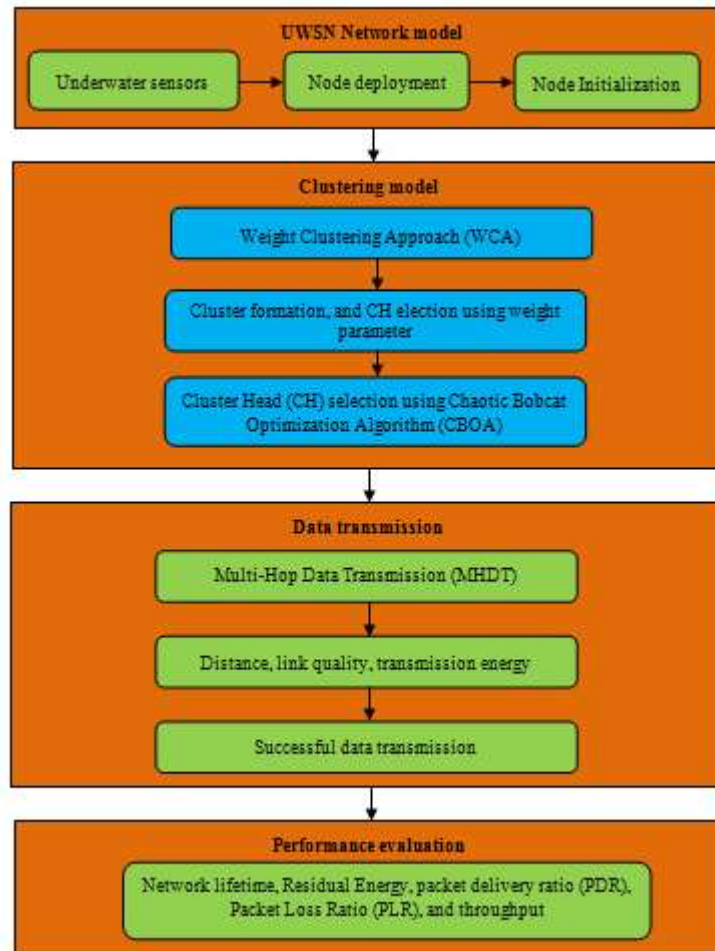 UWSN Network model
Underwater sensors
Node deployment
Node Initialization
Clustering model
Weight Clustering Approach (WCA)
Cluster formation, and CH election using weight
parameter
Cluster Head (CH) selection using Chaotic Bobcat
Optimization Algorithm (CBOA)
Data transmission
Multi-Hop Data Transmission (MHDT)
Distance, link quality, transmission energy
Successful data transmission
Performance evaluation
Network lifetime, Residual Energy, packet delivery ratio (PDR),
Packet Loss Ratio (PLR), and throughput